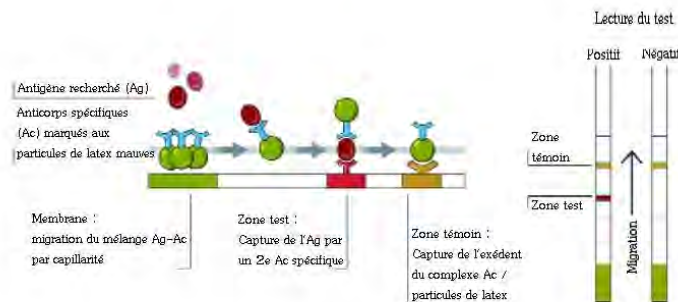 Lecture du test
Positif
Négatif
Antigène recherché (Ag)
Anticorps spécifiques
(Ac) marqués aux
particules de latex mauves
Membrane :
migration du mélange Ag-Ac
par capillarité
Zone test :
Capture de l'Ag par
un 2e Ac spécifique
Zone témoin :
Capture de l'exédent
du complexe Ac /
particules de latex
Zone
témoin
Zone test
Migration